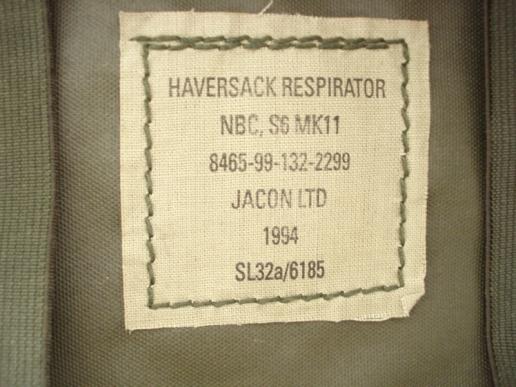 HAVERSACK RESPIRATOR
NBC, S6 MK11
8465-99-132-2299
JACON LTD
1994
SL32a/6185